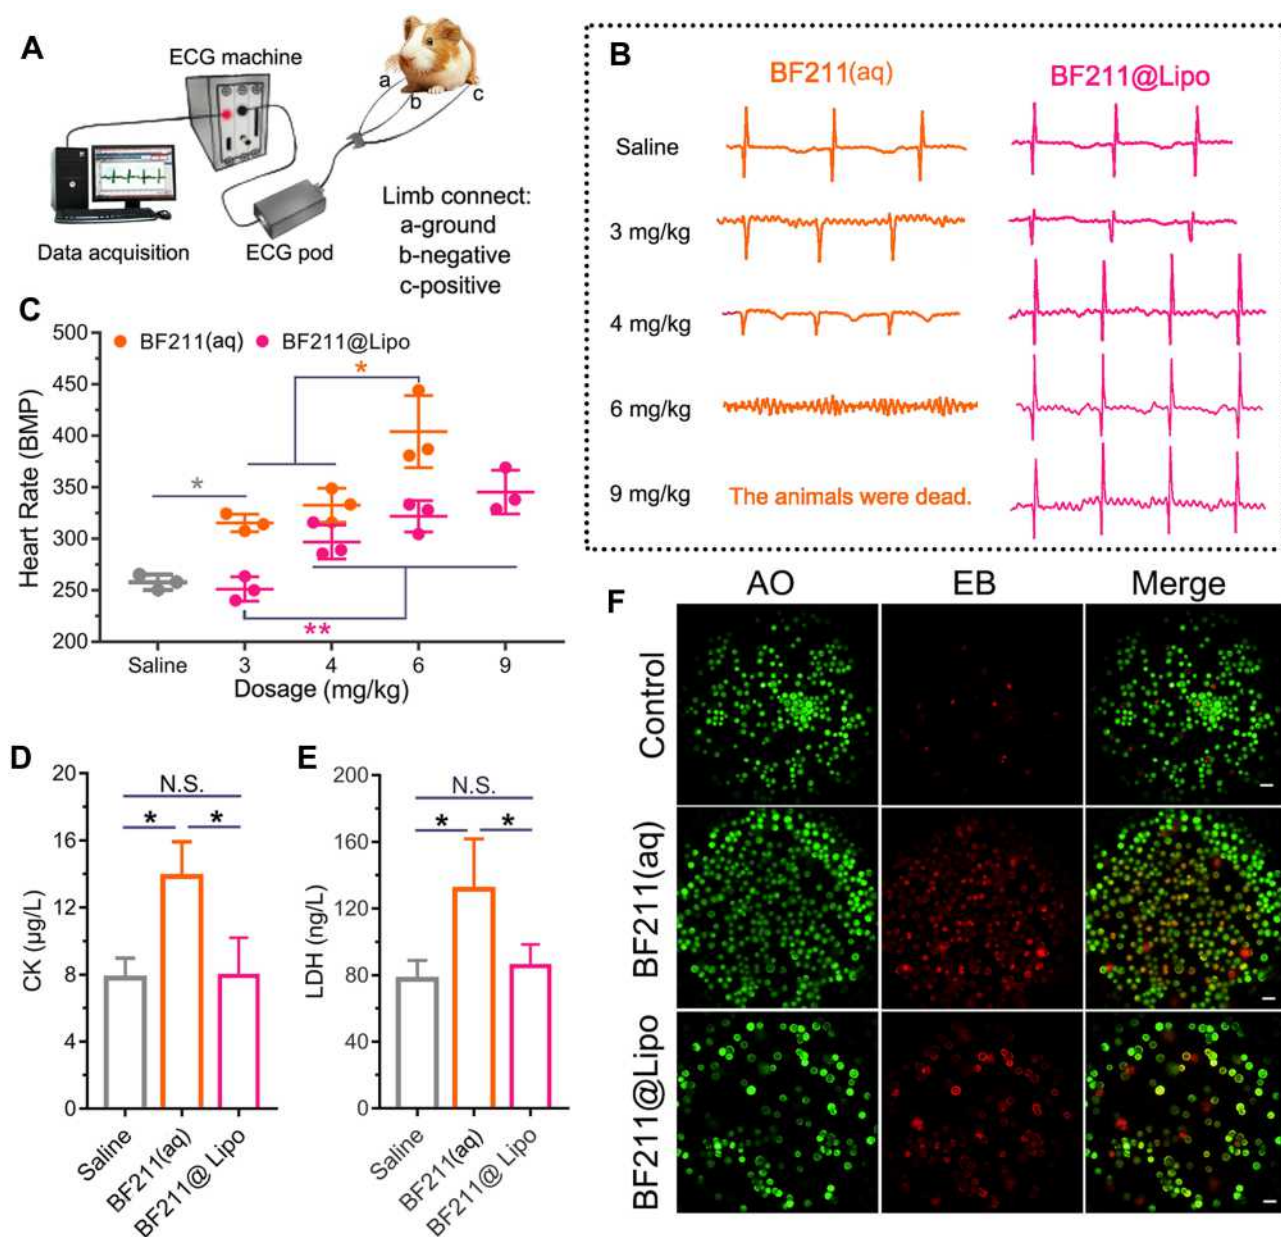 A
ECG machine
a
b
c
Data acquisition
ECG pod
Limb connect:
a-ground
b-negative
c-positive
B
BF211(aq)
BF211@Lipo
Saline
3 mg/kg
4 mg/kg
6 mg/kg
9 mg/kg
The animals were dead.
C
Heart Rate (BMP)
500
450
400
350
300
250
200
BF211(aq)
BF211@Lipo
*
*
**
Saline
3
4
6
9
Dosage (mg/kg)
D
CK (µg/L)
20
16
12
8
4
0
N.S.
*
*
Saline
BF211(aq)
BF211@ Lipo
E
LDH (ng/L)
200
160
120
80
40
0
N.S.
*
*
Saline
BF211(aq)
BF211@ Lipo
F
AO
EB
Merge
Control
BF211(aq)
BF211@Lipo